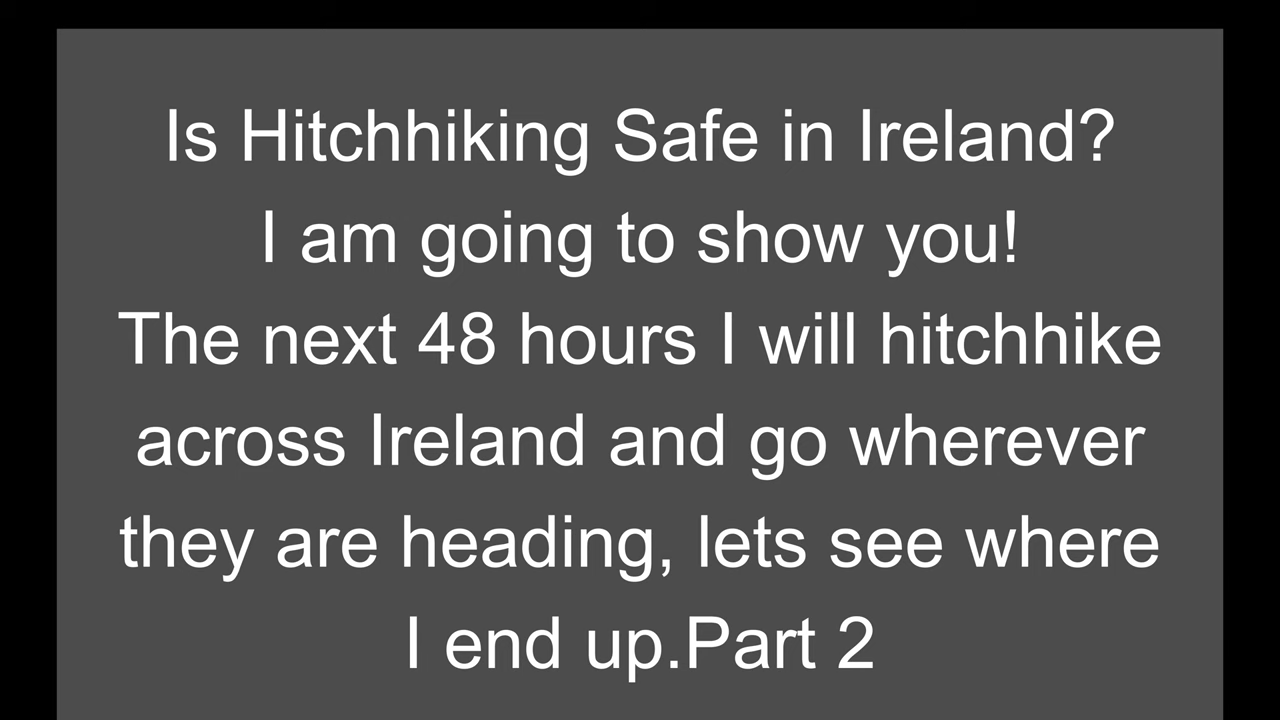 Is Hitchhiking Safe in Ireland?
I am going to show you!
The next 48 hours I will hitchhike
across Ireland and go wherever
they are heading, lets see where
I end up.Part 2